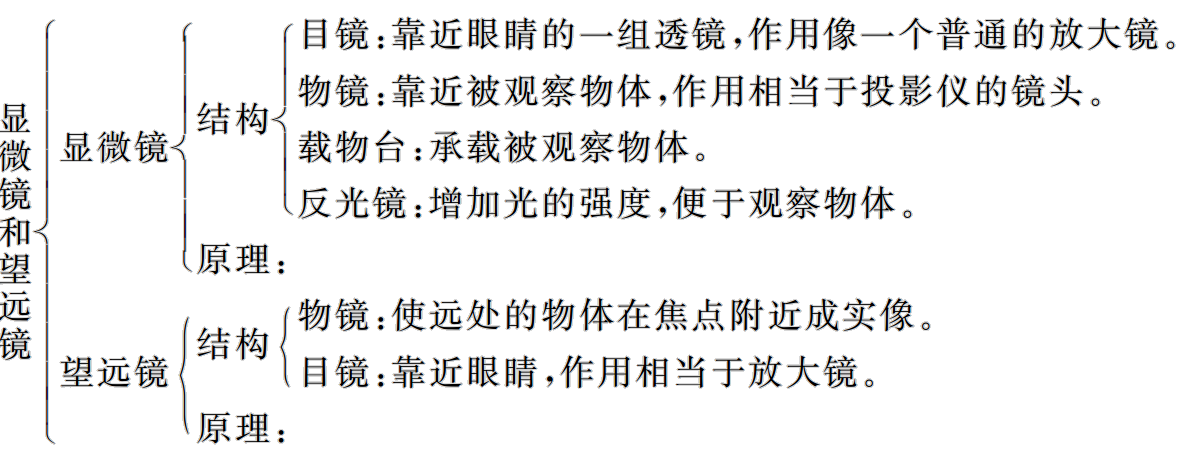 显微镜和望远镜
显微镜
结构
目镜:靠近眼睛的一组透镜,作用像一个普通的放大镜。
物镜:靠近被观察物体,作用相当于投影仪的镜头。
载物台:承载被观察物体。
反光镜:增加光的强度,便于观察物体。
原理:
望远镜
结构
物镜:使远处的物体在焦点附近成实像。
目镜:靠近眼睛,作用相当于放大镜。
原理: